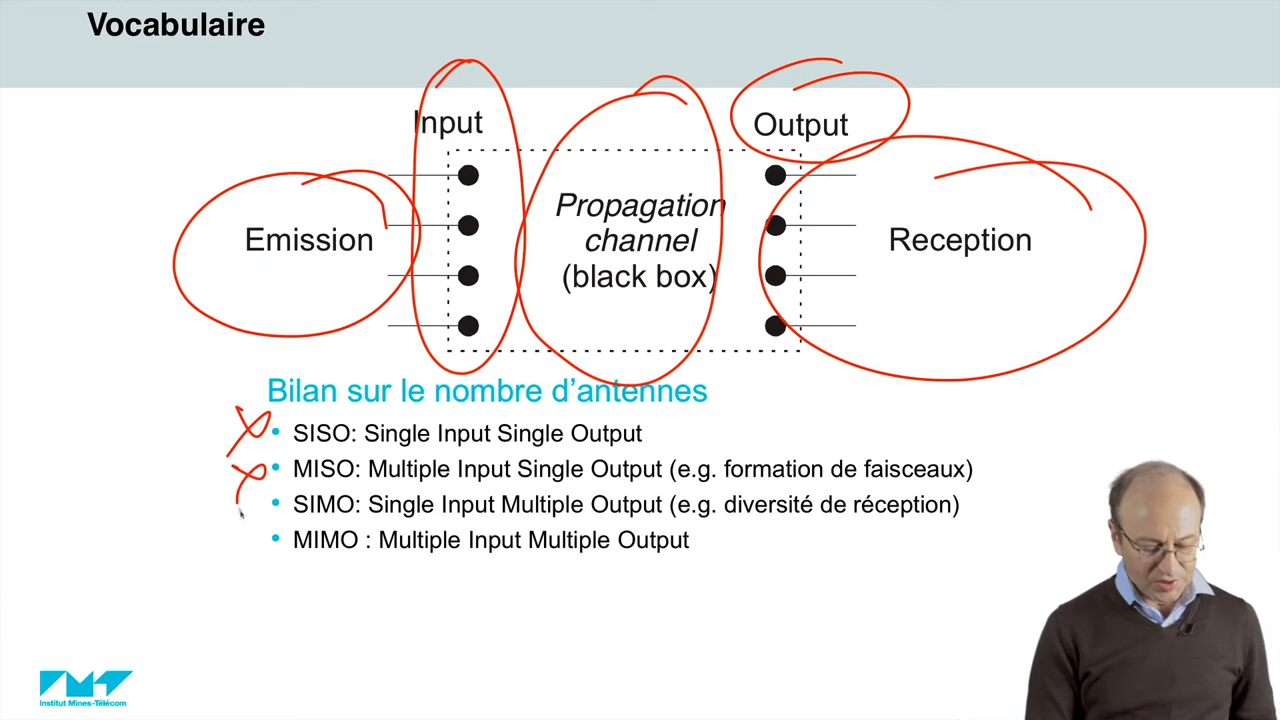 Vocabulaire
Input
Output
Emission
Propagation
channel
(black box)
Reception
Bilan sur le nombre d'antennes
• SISO: Single Input Single Output
• MISO: Multiple Input Single Output (e.g. formation de faisceaux)
• SIMO: Single Input Multiple Output (e.g. diversité de réception)
• MIMO : Multiple Input Multiple Output
Institut Mines-Télécom